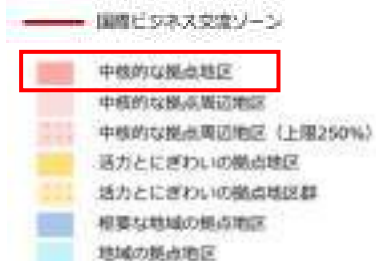 国際ビジネス交流ゾーン
中核的な拠点地区
中核的な拠点周辺地区
中核的な拠点周辺地区（上限250%）
活力とにぎわいの拠点地区
活力とにぎわいの拠点地区群
枢要な地域の拠点地区
地域の拠点地区